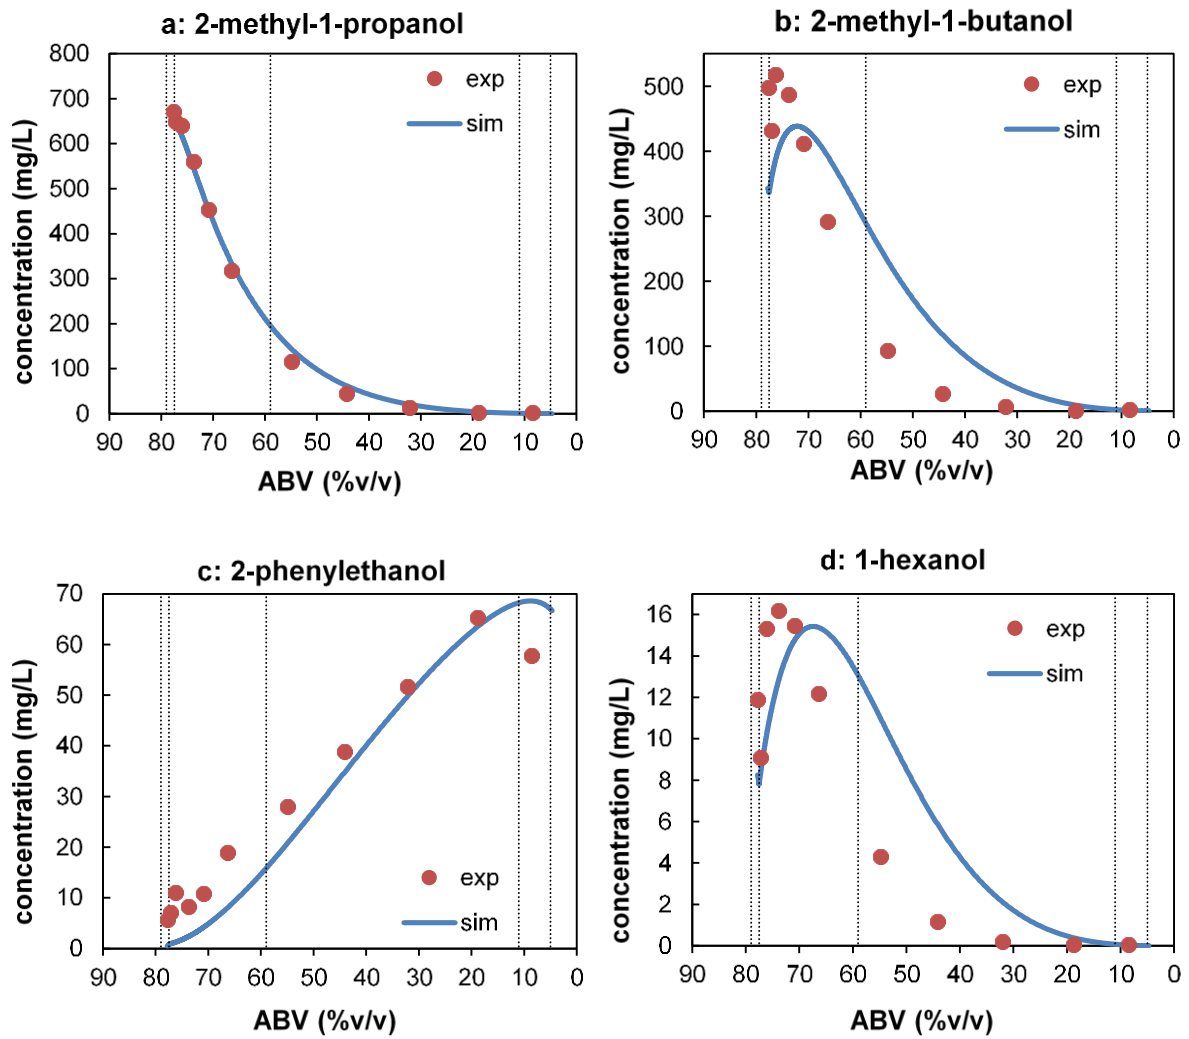 a: 2-methyl-1-propanol
800
700
600
500
400
300
200
100
0
concentration (mg/L)
exp
sim
90 80 70 60 50 40 30 20 10 0
ABV (%v/v)
b: 2-methyl-1-butanol
500
400
300
200
100
0
concentration (mg/L)
exp
sim
90 80 70 60 50 40 30 20 10 0
ABV (%v/v)
c: 2-phenylethanol
70
60
50
40
30
20
10
0
concentration (mg/L)
exp
sim
90 80 70 60 50 40 30 20 10 0
ABV (%v/v)
d: 1-hexanol
16
14
12
10
8
6
4
2
0
concentration (mg/L)
exp
sim
90 80 70 60 50 40 30 20 10 0
ABV (%v/v)